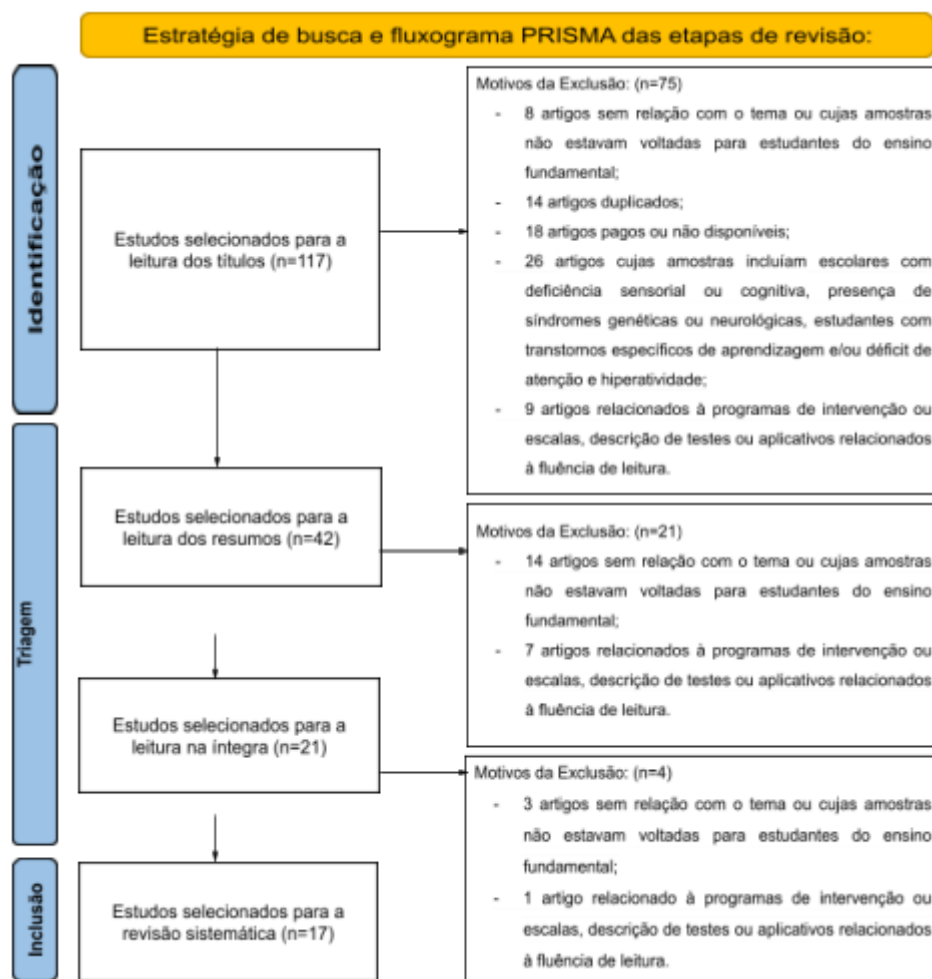 Estratégia de busca e fluxograma PRISMA das etapas de revisão:
Identificação
Estudos selecionados para a
leitura dos títulos (n=117)
Motivos da Exclusão: (n=75)
- 8 artigos sem relação com o tema ou cujas amostras
não estavam voltadas para estudantes do ensino
fundamental;
- 14 artigos duplicados;
- 18 artigos pagos ou não disponíveis;
- 26 artigos cujas amostras incluíam escolares com
deficiência sensorial ou cognitiva, presença de
síndromes genéticas ou neurológicas, estudantes com
transtornos específicos de aprendizagem e/ou déficit de
atenção e hiperatividade;
- 9 artigos relacionados à programas de intervenção ou
escalas, descrição de testes ou aplicativos relacionados
à fluência de leitura.
Triagem
Estudos selecionados para a
leitura dos resumos (n=42)
Motivos da Exclusão: (n=21)
- 14 artigos sem relação com o tema ou cujas amostras
não estavam voltadas para estudantes do ensino
fundamental;
- 7 artigos relacionados à programas de intervenção ou
escalas, descrição de testes ou aplicativos relacionados
à fluência de leitura.
Estudos selecionados para a
leitura na íntegra (n=21)
Motivos da Exclusão: (n=4)
- 3 artigos sem relação com o tema ou cujas amostras
não estavam voltadas para estudantes do ensino
fundamental;
- 1 artigo relacionado à programas de intervenção ou
escalas, descrição de testes ou aplicativos relacionados
à fluência de leitura.
Inclusão
Estudos selecionados para a
revisão sistemática (n=17)